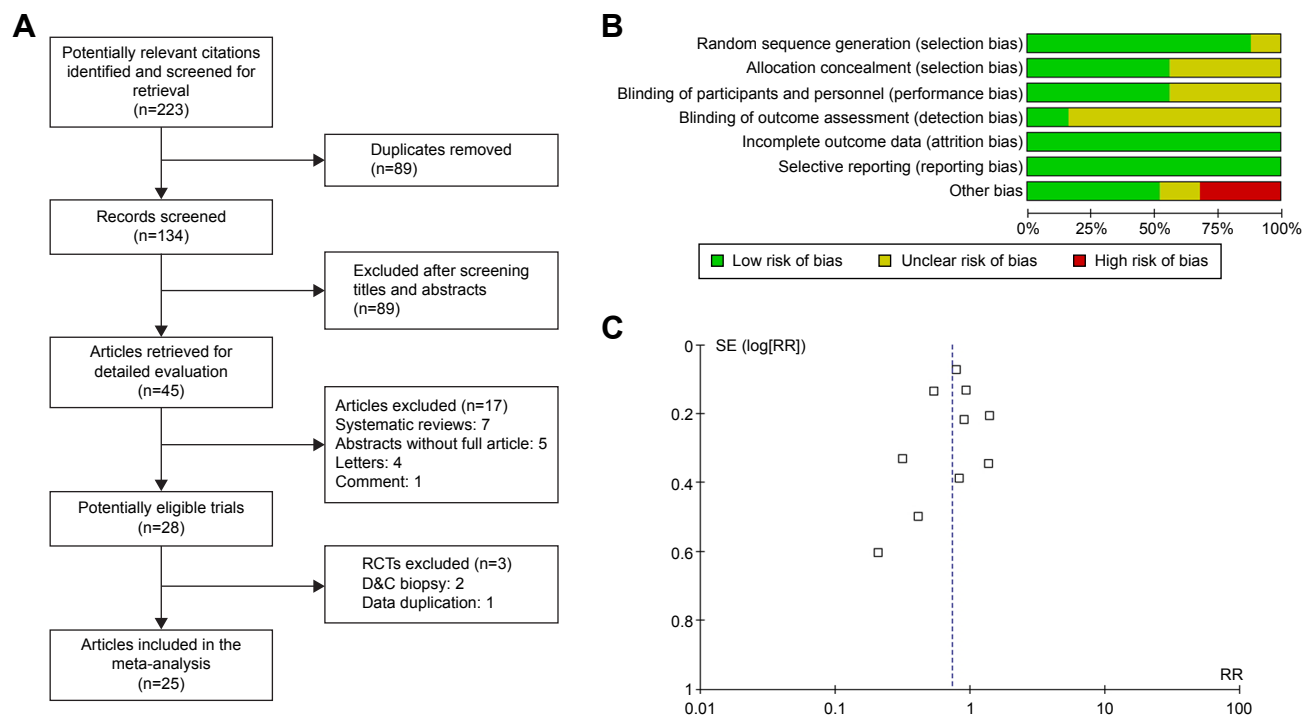 A
Potentially relevant citations
identified and screened for
retrieval
(n=223)
Duplicates removed
(n=89)
Records screened
(n=134)
Excluded after screening
titles and abstracts
(n=89)
Articles retrieved for
detailed evaluation
(n=45)
Articles excluded (n=17)
Systematic reviews: 7
Abstracts without full article: 5
Letters: 4
Comment: 1
Potentially eligible trials
(n=28)
RCTs excluded (n=3)
D&C biopsy: 2
Data duplication: 1
Articles included in the
meta-analysis
(n=25)
B
Random sequence generation (selection bias)
Allocation concealment (selection bias)
Blinding of participants and personnel (performance bias)
Blinding of outcome assessment (detection bias)
Incomplete outcome data (attrition bias)
Selective reporting (reporting bias)
Other bias
0% 25% 50% 75% 100%
Low risk of bias Unclear risk of bias High risk of bias
C
SE (log[RR])
0
0.2
0.4
0.6
0.8
1
RR
0.01 0.1 1 10 100